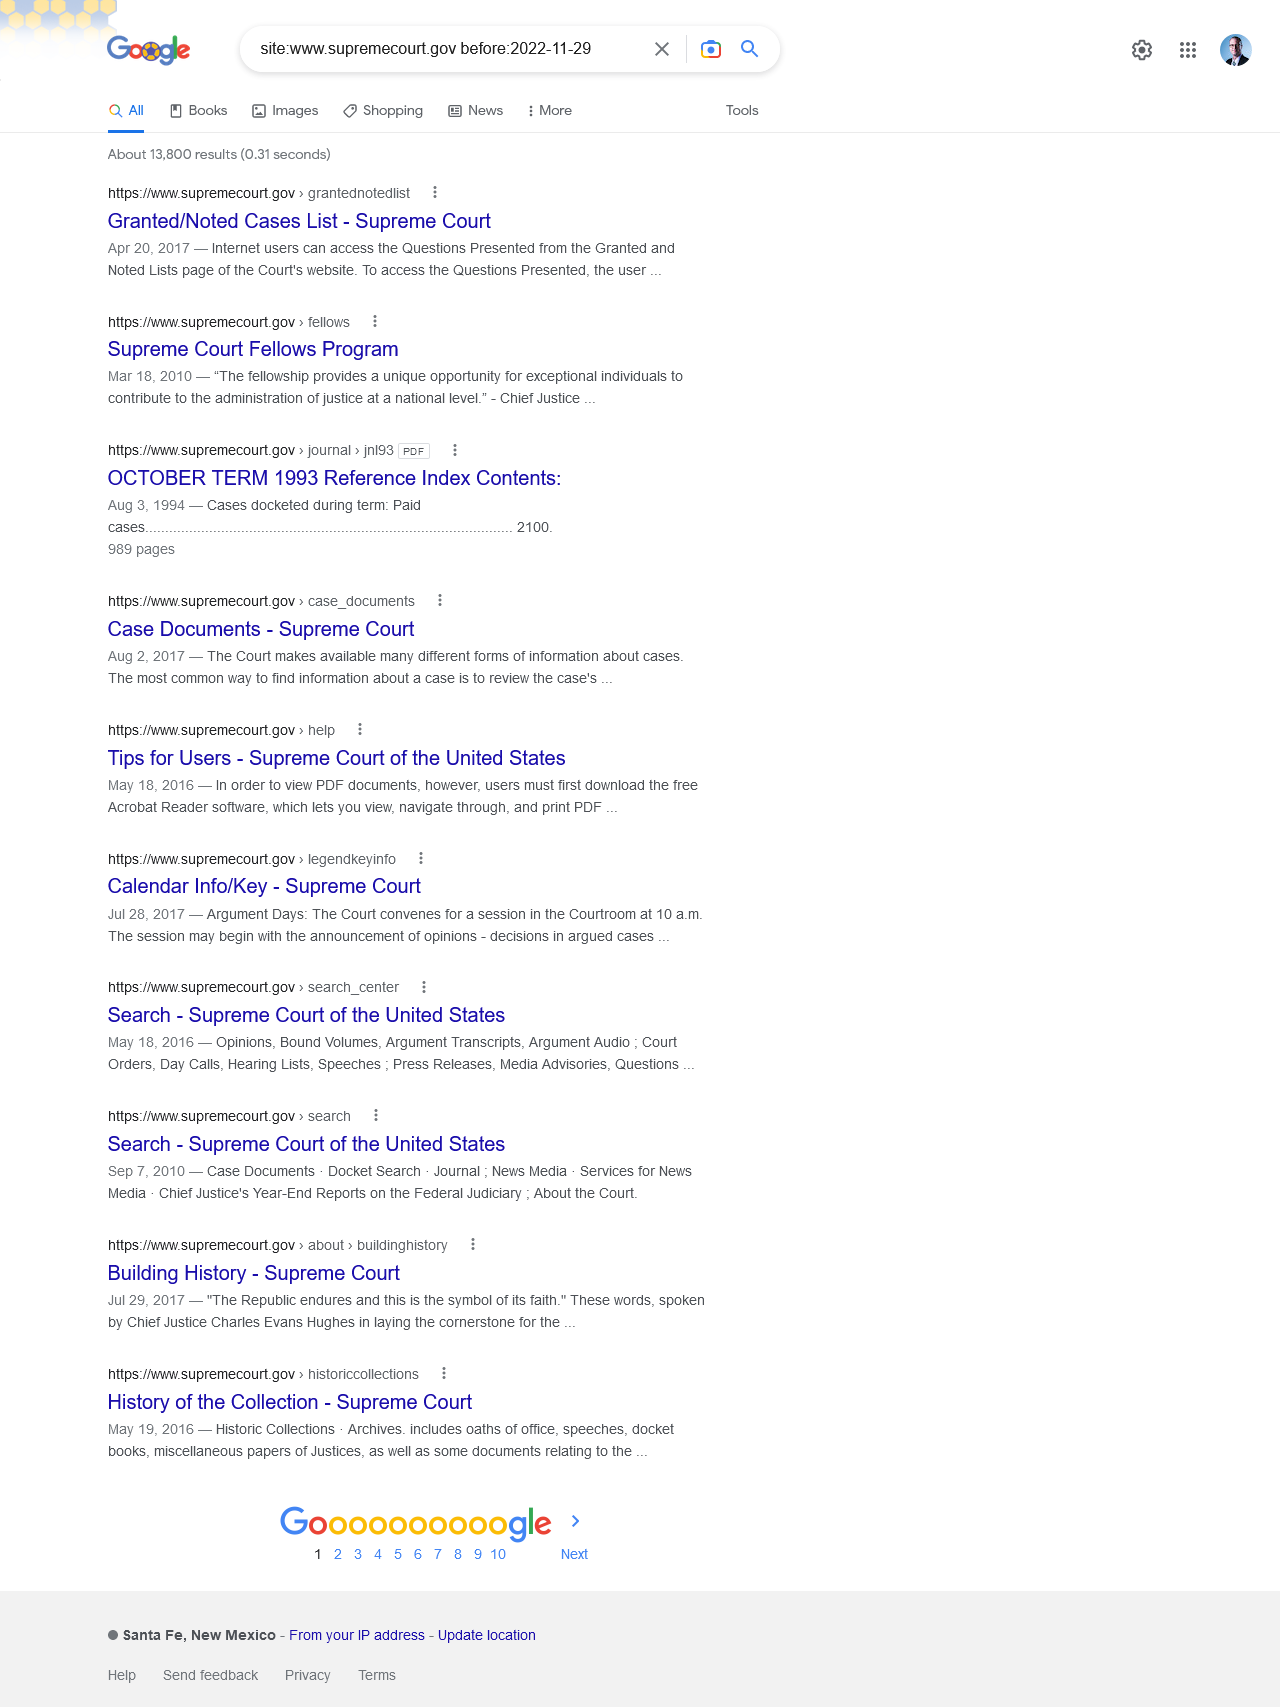 Google
site:www.supremecourt.gov before:2022-11-29
All Books Images Shopping News More Tools
About 13,800 results (0.31 seconds)
https://www.supremecourt.gov › grantednotedlist
Granted/Noted Cases List - Supreme Court
Apr 20, 2017 — Internet users can access the Questions Presented from the Granted and
Noted Lists page of the Court's website. To access the Questions Presented, the user ...
https://www.supremecourt.gov › fellows
Supreme Court Fellows Program
Mar 18, 2010 — “The fellowship provides a unique opportunity for exceptional individuals to
contribute to the administration of justice at a national level.” - Chief Justice ...
https://www.supremecourt.gov › journal › jnl93 PDF
OCTOBER TERM 1993 Reference Index Contents:
Aug 3, 1994 — Cases docketed during term: Paid
cases............................................................................................ 2100.
989 pages
https://www.supremecourt.gov › case_documents
Case Documents - Supreme Court
Aug 2, 2017 — The Court makes available many different forms of information about cases.
The most common way to find information about a case is to review the case's ...
https://www.supremecourt.gov › help
Tips for Users - Supreme Court of the United States
May 18, 2016 — In order to view PDF documents, however, users must first download the free
Acrobat Reader software, which lets you view, navigate through, and print PDF ...
https://www.supremecourt.gov › legendkeyinfo
Calendar Info/Key - Supreme Court
Jul 28, 2017 — Argument Days: The Court convenes for a session in the Courtroom at 10 a.m.
The session may begin with the announcement of opinions - decisions in argued cases ...
https://www.supremecourt.gov › search_center
Search - Supreme Court of the United States
May 18, 2016 — Opinions, Bound Volumes, Argument Transcripts, Argument Audio ; Court
Orders, Day Calls, Hearing Lists, Speeches ; Press Releases, Media Advisories, Questions ...
https://www.supremecourt.gov › search
Search - Supreme Court of the United States
Sep 7, 2010 — Case Documents · Docket Search · Journal ; News Media · Services for News
Media · Chief Justice's Year-End Reports on the Federal Judiciary ; About the Court.
https://www.supremecourt.gov › about › buildinghistory
Building History - Supreme Court
Jul 29, 2017 — "The Republic endures and this is the symbol of its faith." These words, spoken
by Chief Justice Charles Evans Hughes in laying the cornerstone for the ...
https://www.supremecourt.gov › historiccollections
History of the Collection - Supreme Court
May 19, 2016 — Historic Collections · Archives. includes oaths of office, speeches, docket
books, miscellaneous papers of Justices, as well as some documents relating to the ...
Goooooooooogle
1 2 3 4 5 6 7 8 9 10 Next
Santa Fe, New Mexico - From your IP address - Update location
Help Send feedback Privacy Terms